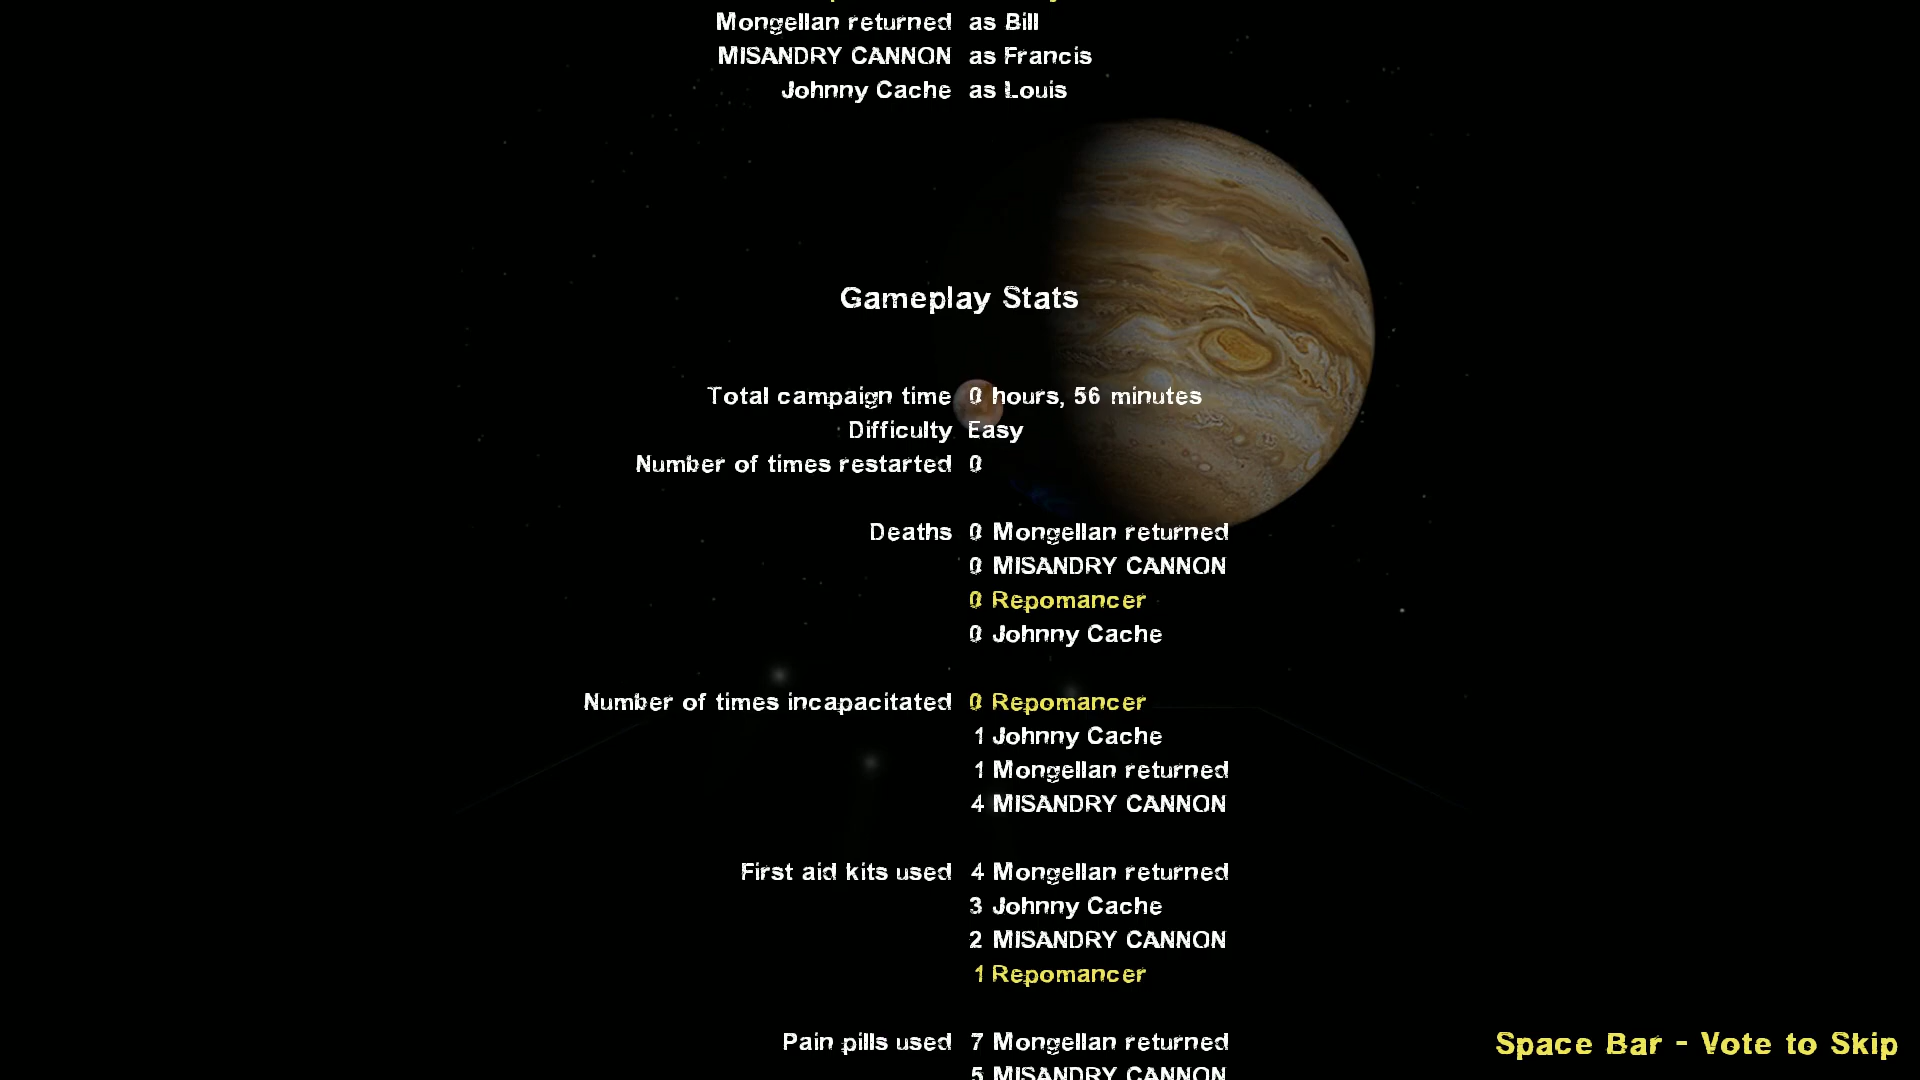 Mongellan returned as Bill
MISANDRY CANNON as Francis
Johnny Cache as Louis
Gameplay Stats
Total campaign time 0 hours, 56 minutes
Difficulty Easy
Number of times restarted 0
Deaths 0 Mongellan returned
0 MISANDRY CANNON
0 Repomancer
0 Johnny Cache
Number of times incapacitated 0 Repomancer
1 Johnny Cache
1 Mongellan returned
4 MISANDRY CANNON
First aid kits used 4 Mongellan returned
3 Johnny Cache
2 MISANDRY CANNON
1 Repomancer
Pain pills used 7 Mongellan returned
5 MISANDRY CANNON
Space Bar - Vote to Skip